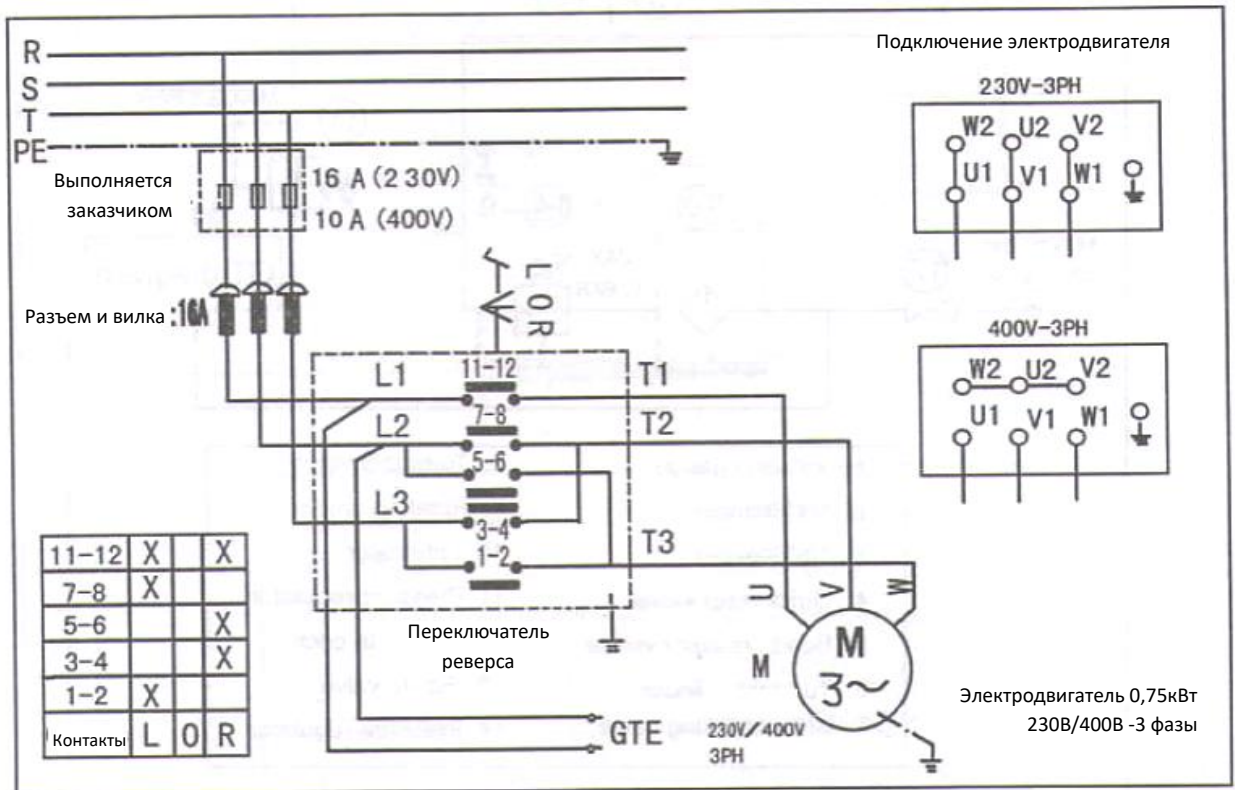 R
S
T
PE
Выполняется
заказчиком
16 A (2 30V)
10 A (400V)
Разъем и вилка :16A
L O R
11-12
7-8
5-6
3-4
1-2
L1
L2
L3
T1
T2
T3
Переключатель
реверса
GTE
U
V
W
M
M
3~
230V/400V
3PH
Электродвигатель 0,75кВт
230В/400В -3 фазы
Подключение электродвигателя
230V-3PH
W2 U2 V2
U1 V1 W1
400V-3PH
W2 U2 V2
U1 V1 W1
11-12 X X
7-8 X
5-6 X
3-4 X
1-2 X
Контакты L O R